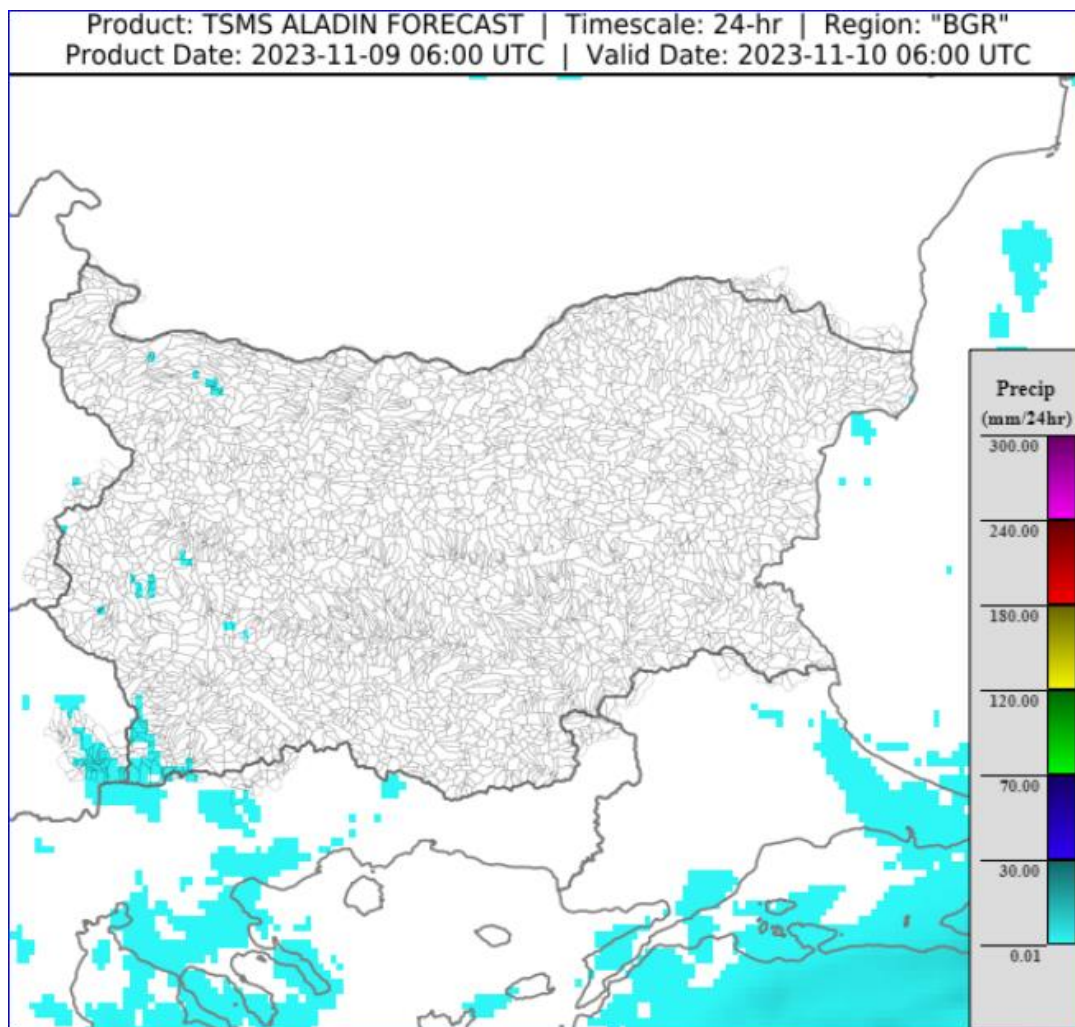 Product: TSMS ALADIN FORECAST | Timescale: 24-hr | Region: "BGR"
Product Date: 2023-11-09 06:00 UTC | Valid Date: 2023-11-10 06:00 UTC
Precip
(mm/24hr)
300.00
240.00
180.00
120.00
70.00
30.00
0.01